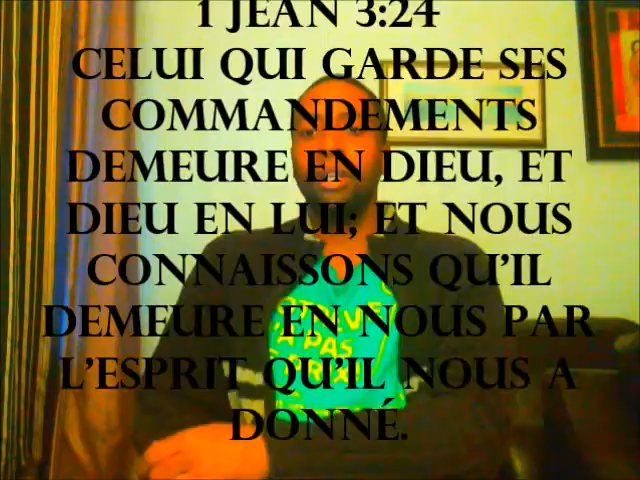 1 JEAN 3:24
CELUI QUI GARDE SES
COMMANDEMENTS
DEMEURE EN DIEU, ET
DIEU EN LUI; ET NOUS
CONNAISSONS QU'IL
DEMEURE EN NOUS PAR
L'ESPRIT QU'IL NOUS A
DONNÉ.
A PAS